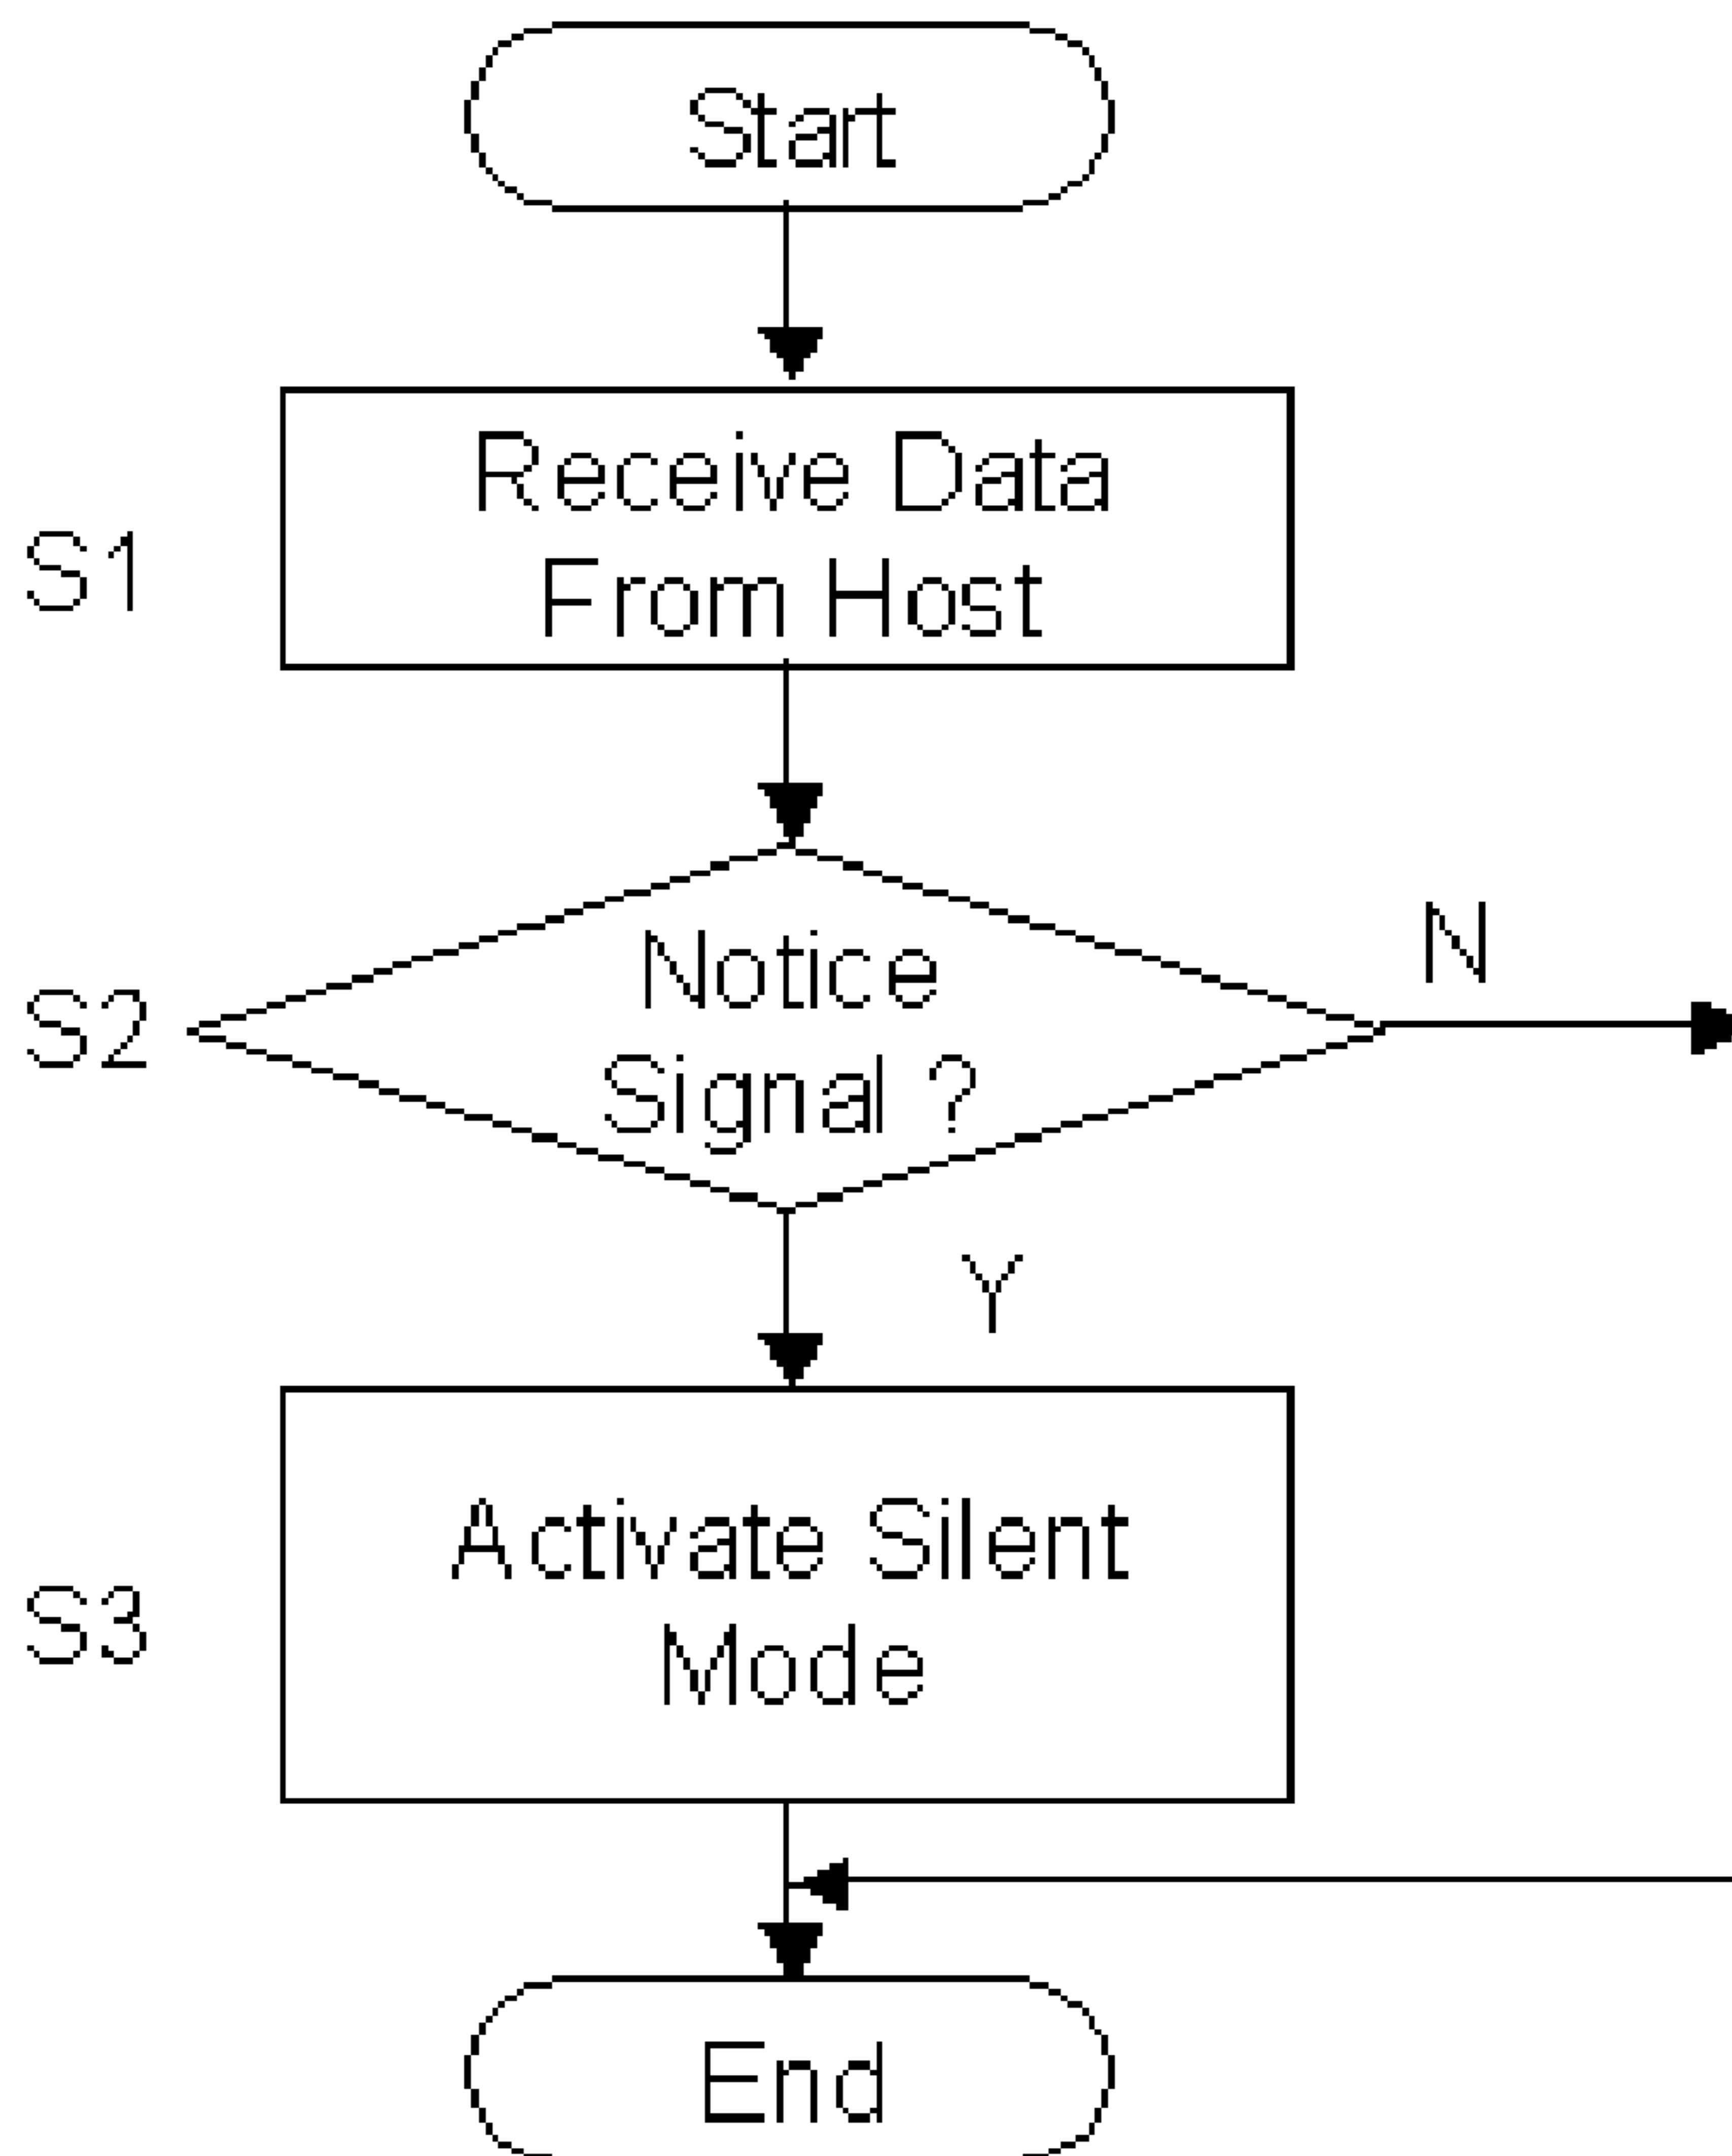 Start
S1
Receive Data
From Host
S2
Notice
Signal ?
N
Y
S3
Activate Silent
Mode
End